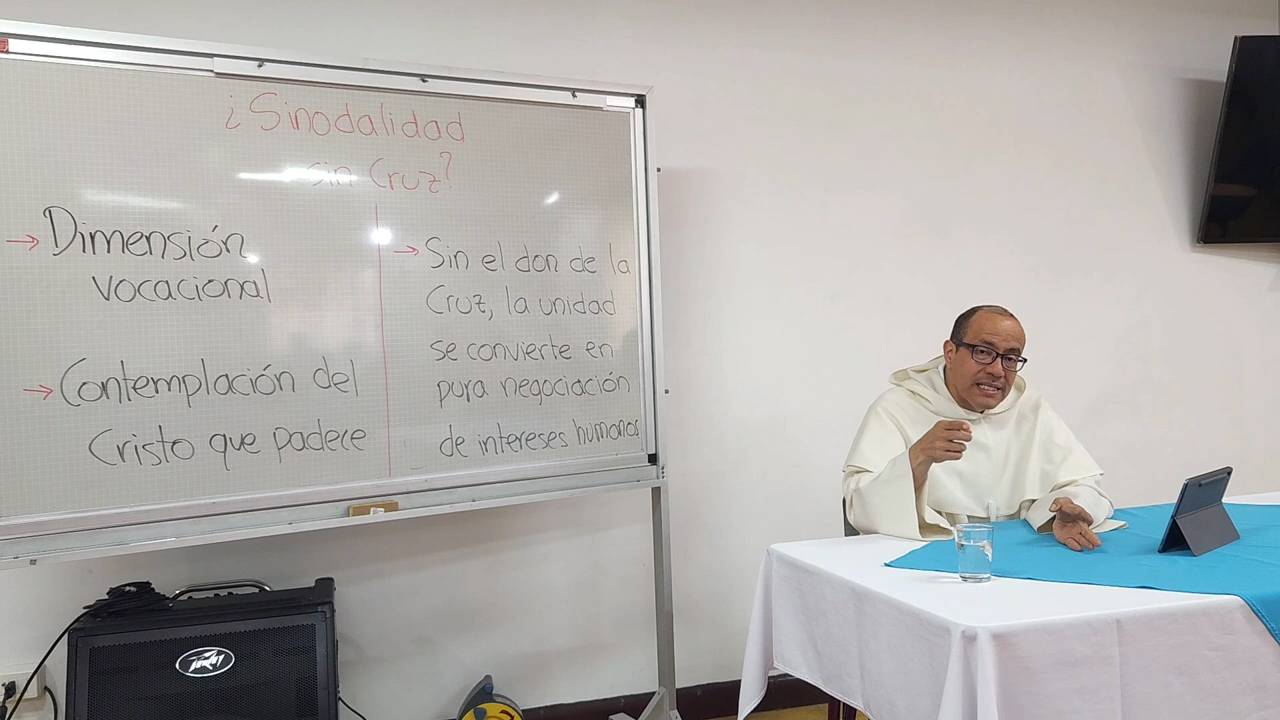 ¿Sinodalidad
sin Cruz?
→ Dimensión
vocacional
→ Contemplación del
Cristo que padece
→ Sin el don de la
Cruz, la unidad
se convierte en
pura negociación
de intereses humanos
PEAVEY